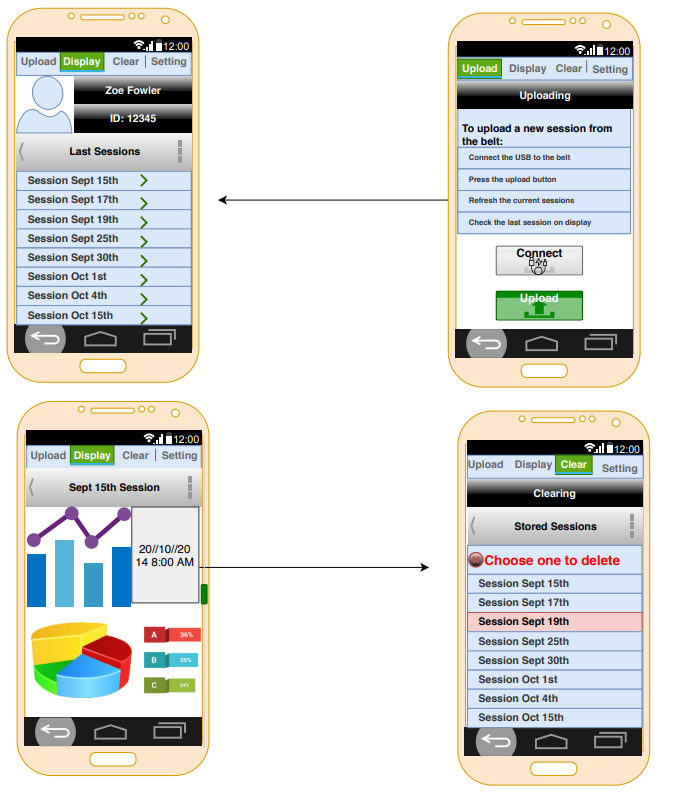 12:00
Upload Display Clear Setting
Zoe Fowler
ID: 12345
Last Sessions
Session Sept 15th
Session Sept 17th
Session Sept 19th
Session Sept 25th
Session Sept 30th
Session Oct 1st
Session Oct 4th
Session Oct 15th
12:00
Upload Display Clear Setting
Uploading
To upload a new session from
the belt:
Connect the USB to the belt
Press the upload button
Refresh the current sessions
Check the last session on display
Connect
Upload
12:00
Upload Display Clear Setting
Sept 15th Session
20//10//20
14 8:00 AM
A 36%
B 35%
C 24%
12:00
Upload Display Clear Setting
Clearing
Stored Sessions
Choose one to delete
Session Sept 15th
Session Sept 17th
Session Sept 19th
Session Sept 25th
Session Sept 30th
Session Oct 1st
Session Oct 4th
Session Oct 15th